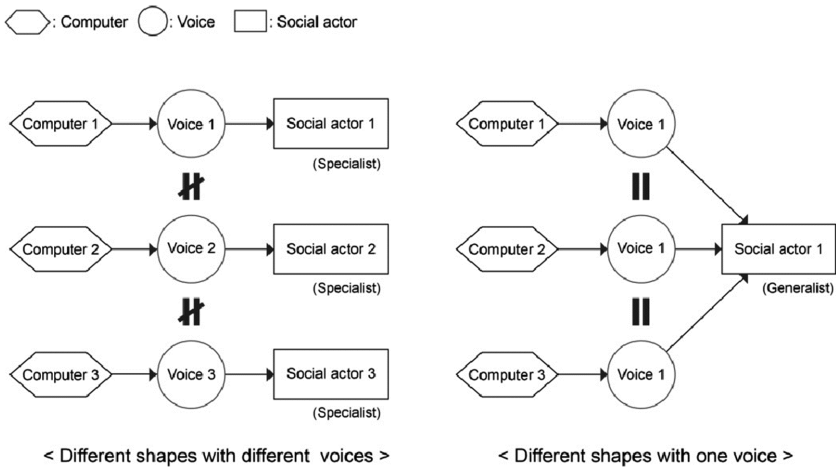 : Computer : Voice : Social actor
Computer 1 Voice 1 Social actor 1
(Specialist)
Computer 2 Voice 2 Social actor 2
(Specialist)
Computer 3 Voice 3 Social actor 3
(Specialist)
< Different shapes with different voices >
Computer 1 Voice 1
Computer 2 Voice 1 Social actor 1
(Generalist)
Computer 3 Voice 1
< Different shapes with one voice >